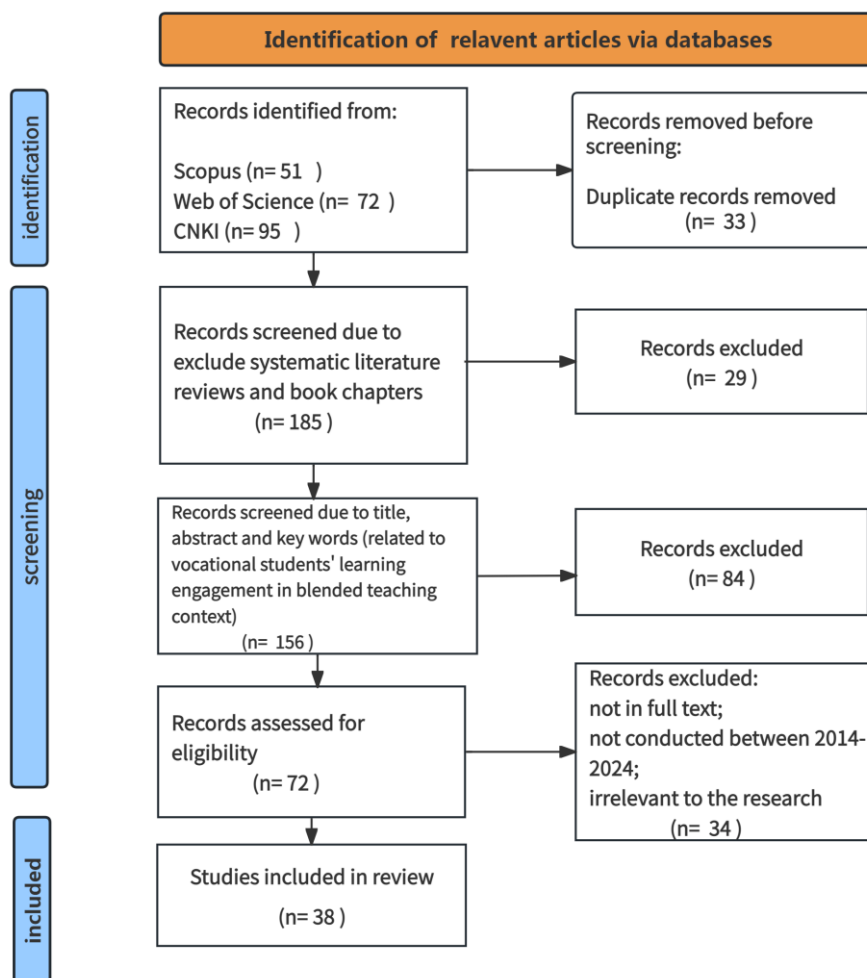 Identification of relavent articles via databases
identification
Records identified from:
Scopus (n= 51 )
Web of Science (n= 72 )
CNKI (n= 95 )
Records removed before
screening:
Duplicate records removed
(n= 33 )
screening
Records screened due to
exclude systematic literature
reviews and book chapters
(n= 185 )
Records excluded
(n= 29 )
Records screened due to title,
abstract and key words (related to
vocational students' learning
engagement in blended teaching
context)
(n= 156 )
Records excluded
(n= 84 )
Records assessed for
eligibility
(n= 72 )
Records excluded:
not in full text;
not conducted between 2014-
2024;
irrelevant to the research
(n= 34 )
included
Studies included in review
(n= 38 )